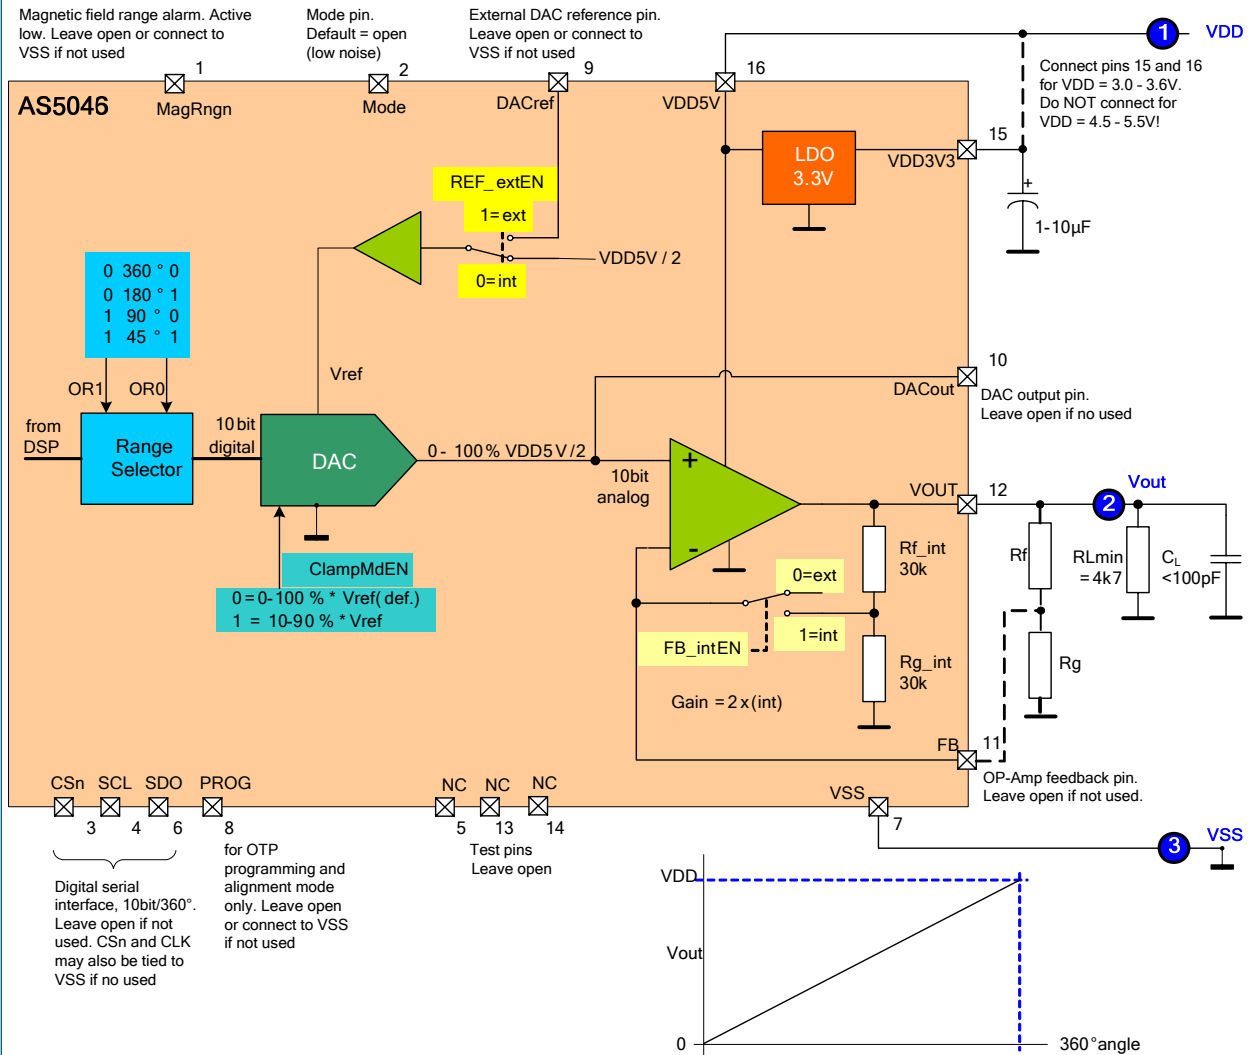 Magnetic field range alarm. Active
low. Leave open or connect to
VSS if not used
Mode pin.
Default = open
(low noise)
External DAC reference pin.
Leave open or connect to
VSS if not used
1
VDD
1
2
9
16
Connect pins 15 and 16
for VDD = 3.0 - 3.6V.
Do NOT connect for
VDD = 4.5 - 5.5V!
AS5046
MagRngn
Mode
DACref
VDD5V
15
LDO
3.3V
VDD3V3
REF_extEN
1=ext
+
1-10µF
VDD5V / 2
0=int
0 360 ° 0
0 180 ° 1
1 90 ° 0
1 45 ° 1
Vref
10
OR1
OR0
DACout
DAC output pin.
Leave open if no used
from
DSP
Range
Selector
10bit
digital
DAC
0- 100% VDD5V/2
10bit
analog
+
-
VOUT
12
2
Vout
Rf_int
30k
Rf
RLmin
= 4k7
CL
<100pF
ClampMdEN
0=0-100 % * Vref(def.)
1 = 10-90 % * Vref
0=ext
1=int
FB_intEN
Rg_int
30k
Rg
Gain =2x(int)
FB
11
OP-Amp feedback pin.
Leave open if not used.
CSn
SCL
SDO
PROG
NC
NC
NC
VSS
3
4
6
8
5
13
14
7
for OTP
programming and
alignment mode
only. Leave open
or connect to VSS
if not used
Test pins
Leave open
3
VSS
Digital serial
interface, 10bit/360°.
Leave open if not
used. CSn and CLK
may also be tied to
VSS if no used
VDD
Vout
0
360°angle